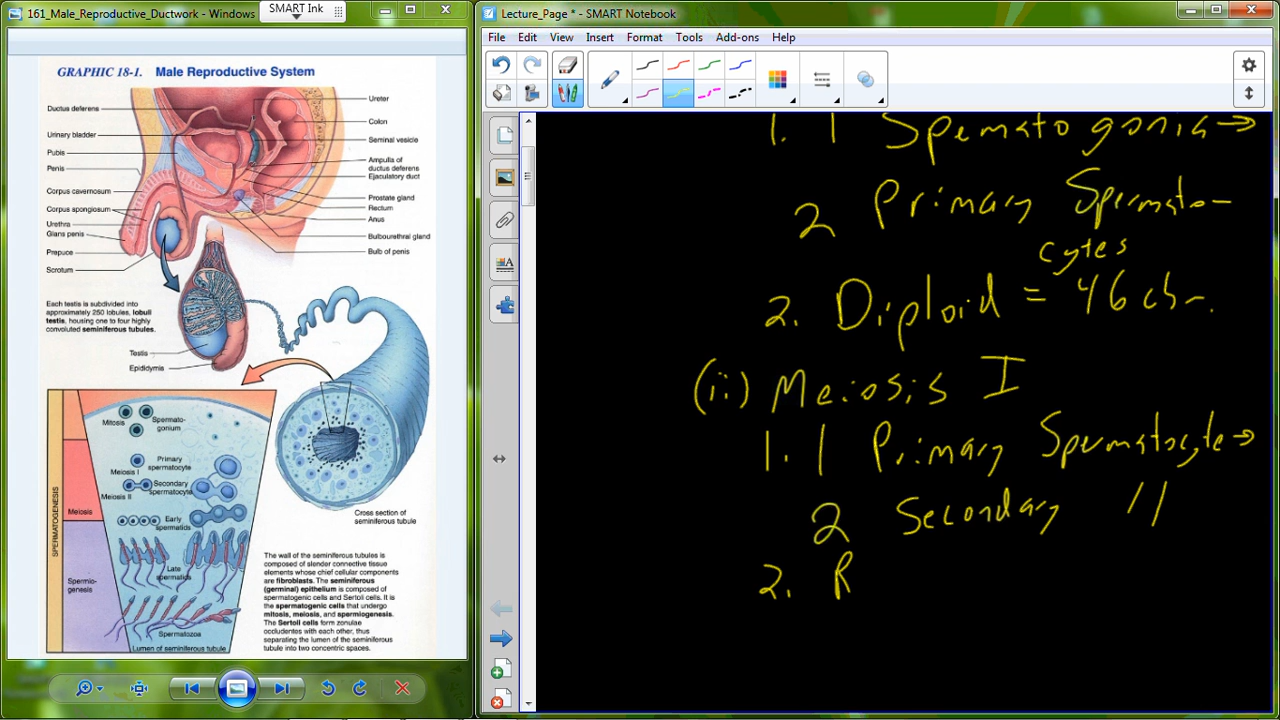 161_Male_Reproductive_Ductwork - Windows
SMART Ink
GRAPHIC 18-1. Male Reproductive System
Ductus deferens
Urinary bladder
Pubis
Penis
Corpus cavernosum
Corpus spongiosum
Urethra
Glans penis
Prepuce
Scrotum
Ureter
Colon
Seminal vesicle
Ampulla of
ductus deferens
Ejaculatory duct
Prostate gland
Rectum
Anus
Bulbourethral gland
Bulb of penis
Each testis is subdivided into
approximately 250 lobules, lobuli
testis, housing one to four highly
convoluted seminiferous tubules.
Testis
Epididymis
SPERMATOGENESIS
Mitosis
Meiosis
Spermio-
genesis
Spermato-
gonium
Meiosis I
Primary
spermatocyte
Meiosis II
Secondary
spermatocyte
Early
spermatids
Late
spermatids
Spermatozoa
Lumen of seminiferous tubule
Cross section of
seminiferous tubule
The wall of the seminiferous tubules is
composed of slender connective tissue
elements whose chief cellular components
are fibroblasts. The seminiferous
(germinal) epithelium is composed of
spermatogenic cells and Sertoli cells. It is
the spermatogenic cells that undergo
mitosis, meiosis, and spermiogenesis.
The Sertoli cells form zonulae
occludentes with each other, thus
separating the lumen of the seminiferous
tubule into two concentric spaces.
Lecture_Page * - SMART Notebook
File Edit View Insert Format Tools Add-ons Help
1. 1 Spematogonia→
2 Primary Spermato-
cytes
2. Diploid = 46 chr.
(ii) Meiosis I
1. 1 Primary Spermatocyte→
2 Secondary //
2. R